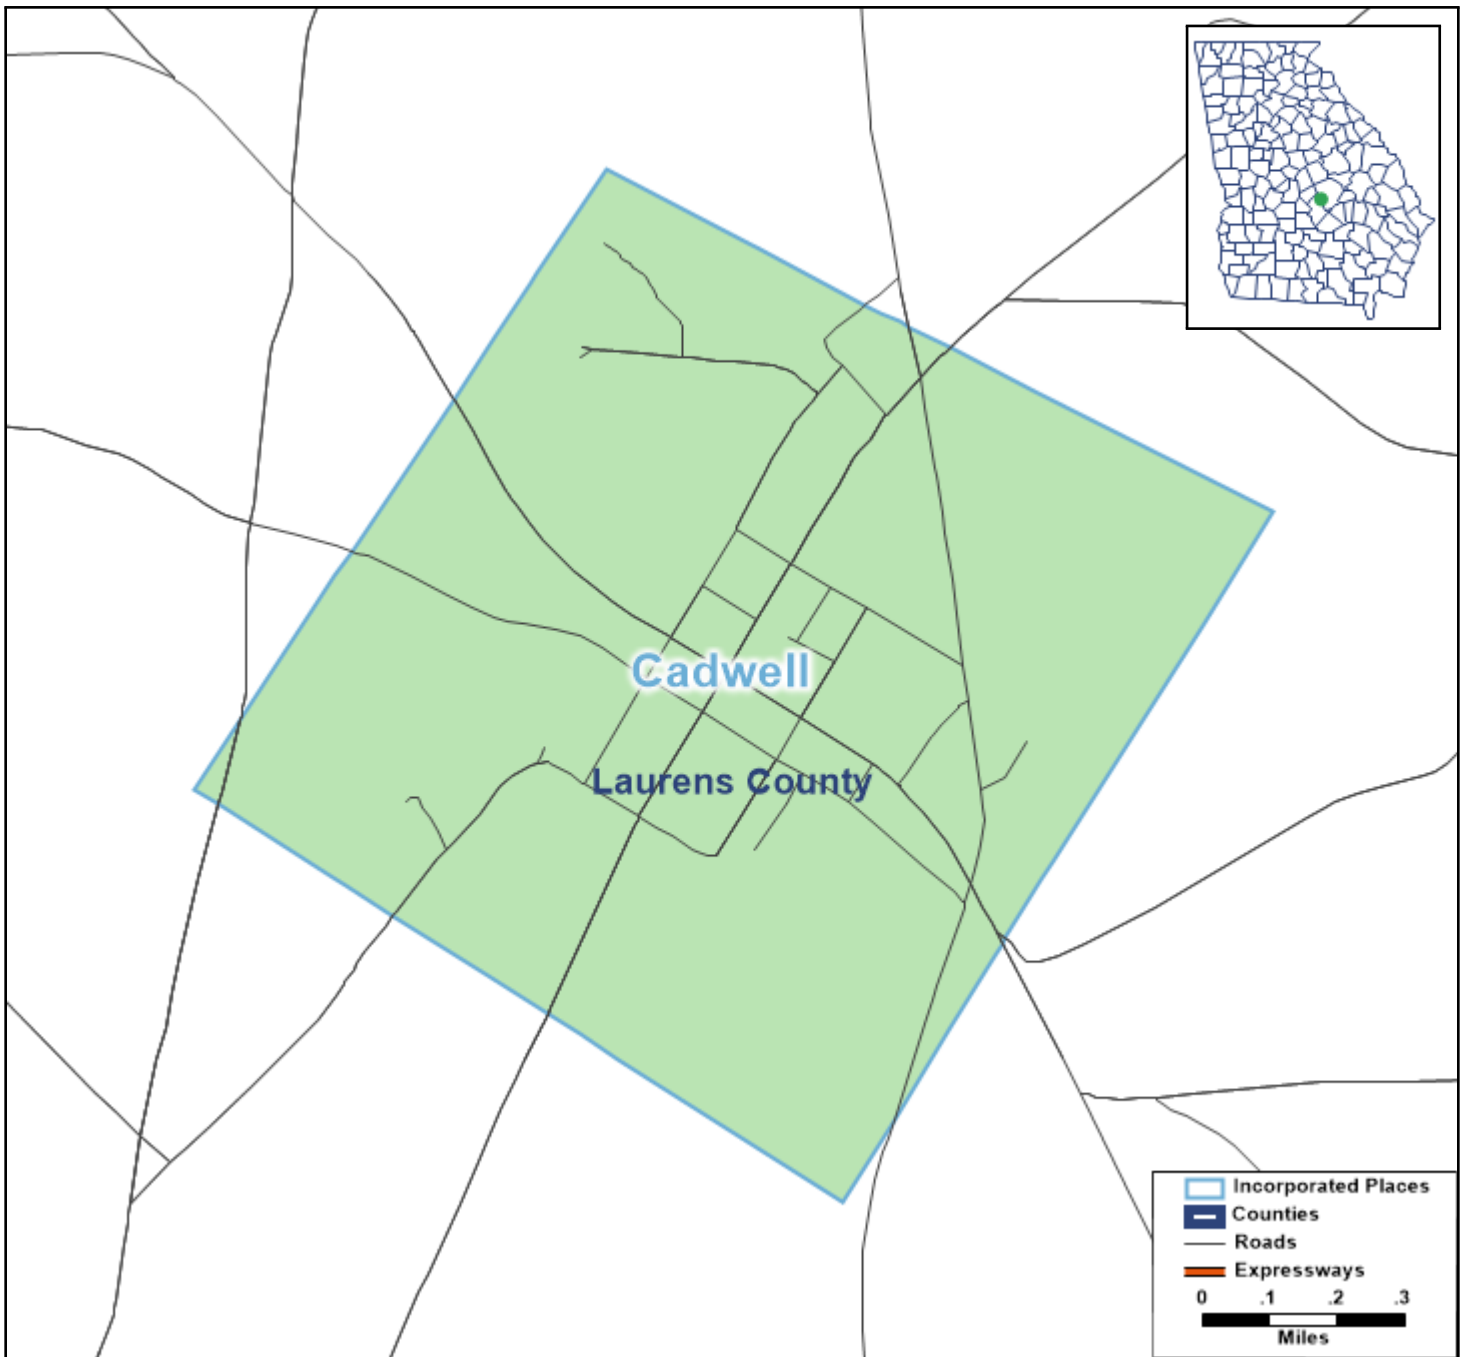 Cadwell
Laurens County
Incorporated Places
Counties
Roads
Expressways
0 .1 .2 .3
Miles